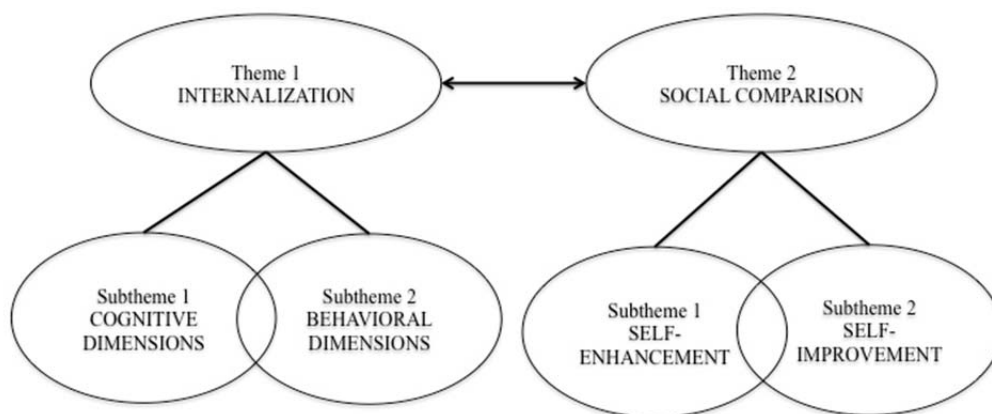 Theme 1
INTERNALIZATION
Theme 2
SOCIAL COMPARISON
Subtheme 1
COGNITIVE
DIMENSIONS
Subtheme 2
BEHAVIORAL
DIMENSIONS
Subtheme 1
SELF-
ENHANCEMENT
Subtheme 2
SELF-
IMPROVEMENT